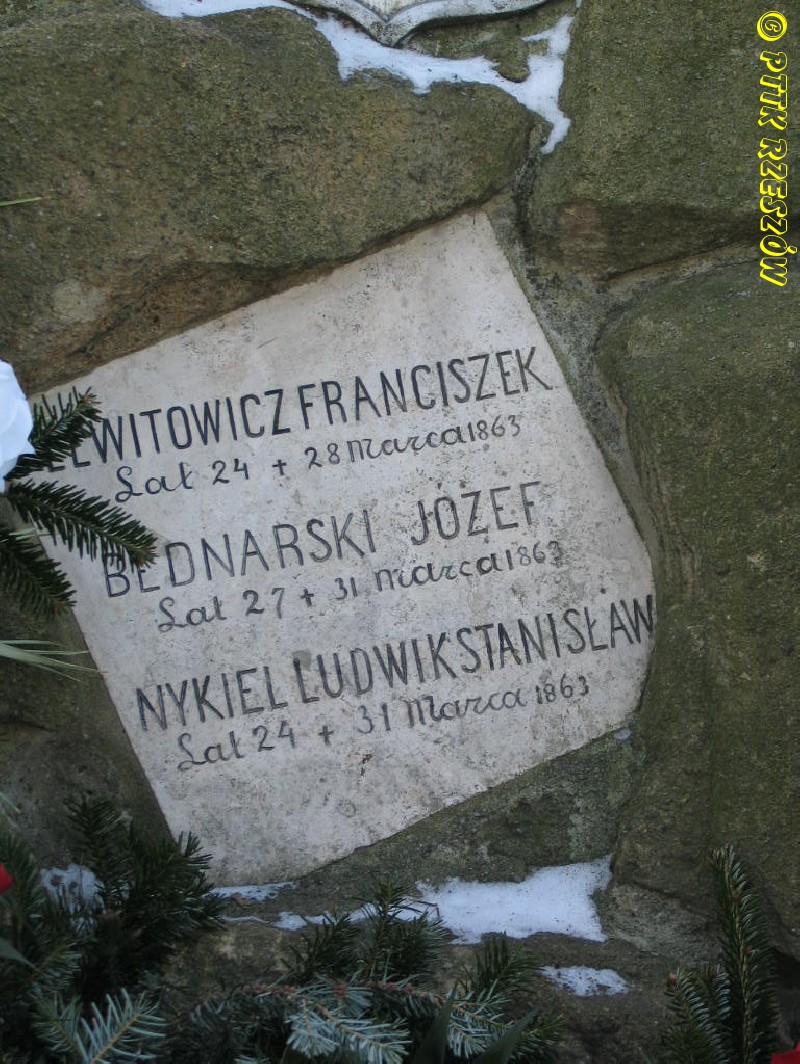 FRANCISZEK
Lat 24 + 28 Marca 1863
BEDNARSKI JÓZEF
Lat 27 + 31 marca 1863
NYKIEL LUDWIK STANISŁAW
Lat 24 + 31 Marca 1863
© PTTK RZESZÓW